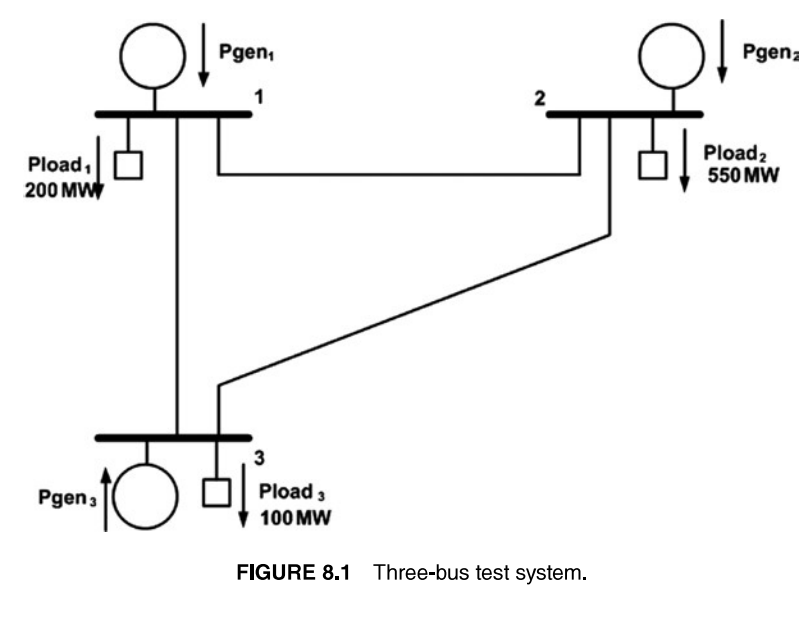 Pgen₁
Pgen₂
1
2
Pload₁
200 MW
Pload₂
550 MW
3
Pgen₃
Pload₃
100 MW
FIGURE 8.1 Three-bus test system.